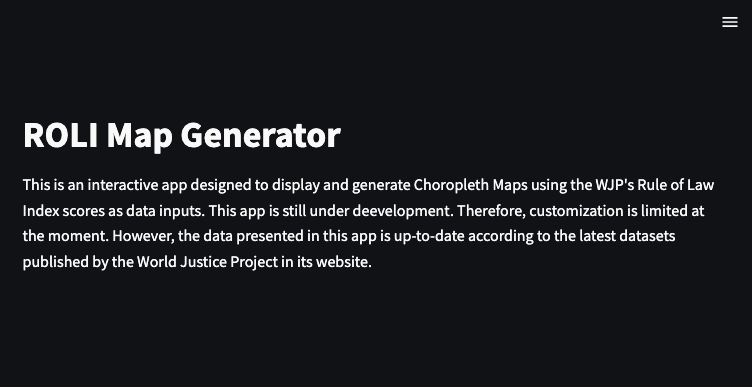 ROLI Map Generator
This is an interactive app designed to display and generate Choropleth Maps using the WJP's Rule of Law
Index scores as data inputs. This app is still under deevelopment. Therefore, customization is limited at
the moment. However, the data presented in this app is up-to-date according to the latest datasets
published by the World Justice Project in its website.